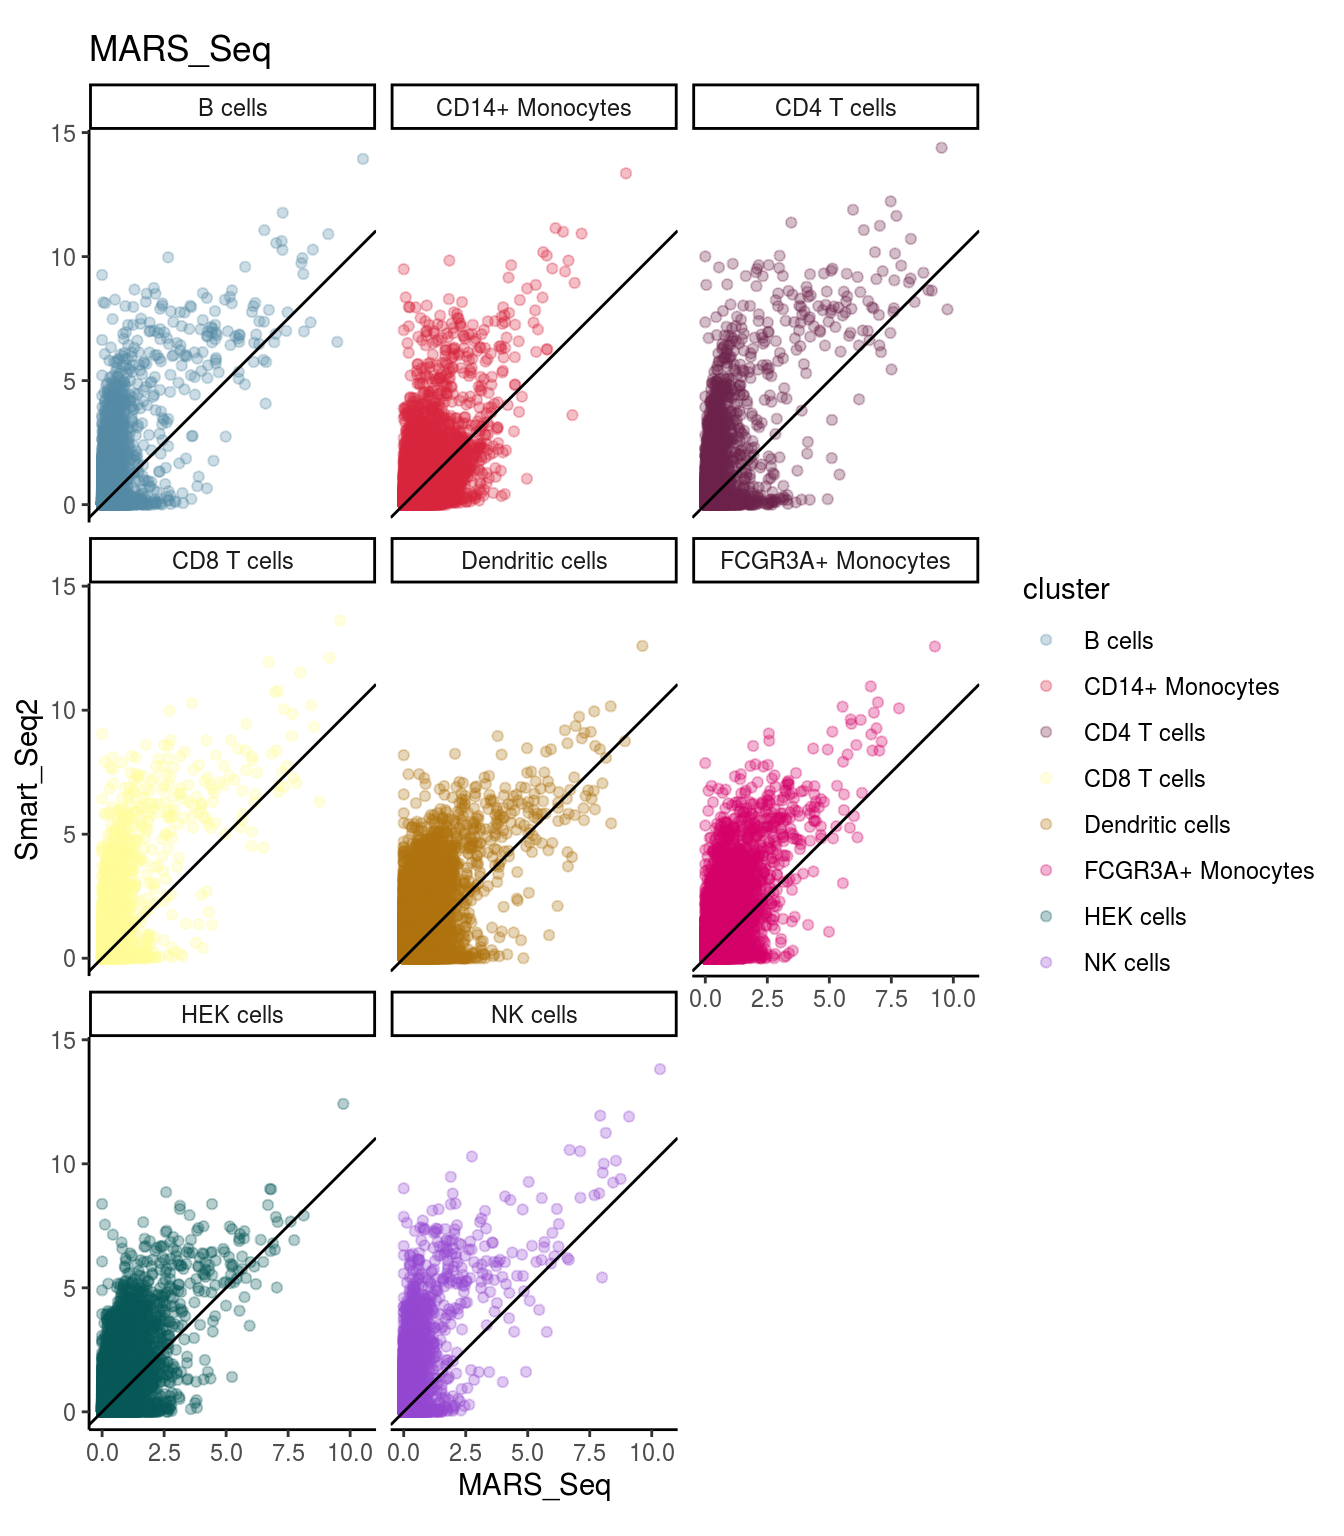 MARS_Seq
B cells
CD14+ Monocytes
CD4 T cells
15
10
5
0
CD8 T cells
Dendritic cells
FCGR3A+ Monocytes
15
10
5
0
0.0 2.5 5.0 7.5 10.0
HEK cells
NK cells
15
10
5
0
0.0 2.5 5.0 7.5 10.0
0.0 2.5 5.0 7.5 10.0
MARS_Seq
Smart_Seq2
cluster
B cells
CD14+ Monocytes
CD4 T cells
CD8 T cells
Dendritic cells
FCGR3A+ Monocytes
HEK cells
NK cells